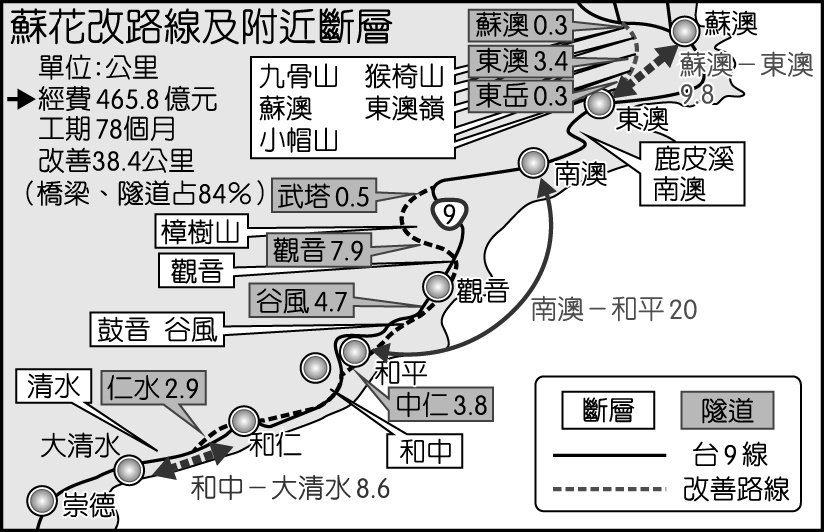 蘇花改路線及附近斷層
單位:公里
經費465.8億元
工期78個月
改善38.4公里
(橋梁、隧道占84%)
九骨山 猴椅山
蘇澳 東澳嶺
小帽山
蘇澳0.3
東澳3.4
東岳0.3
蘇澳
蘇澳－東澳
9.8
東澳
鹿皮溪
南澳
南澳
武塔0.5
9
樟樹山
觀音7.9
觀音
觀音
谷風4.7
南澳－和平20
鼓音 谷風
和平
清水
仁水2.9
中仁3.8
和中
大清水
和仁
和中－大清水8.6
崇德
斷層
隧道
台9線
改善路線